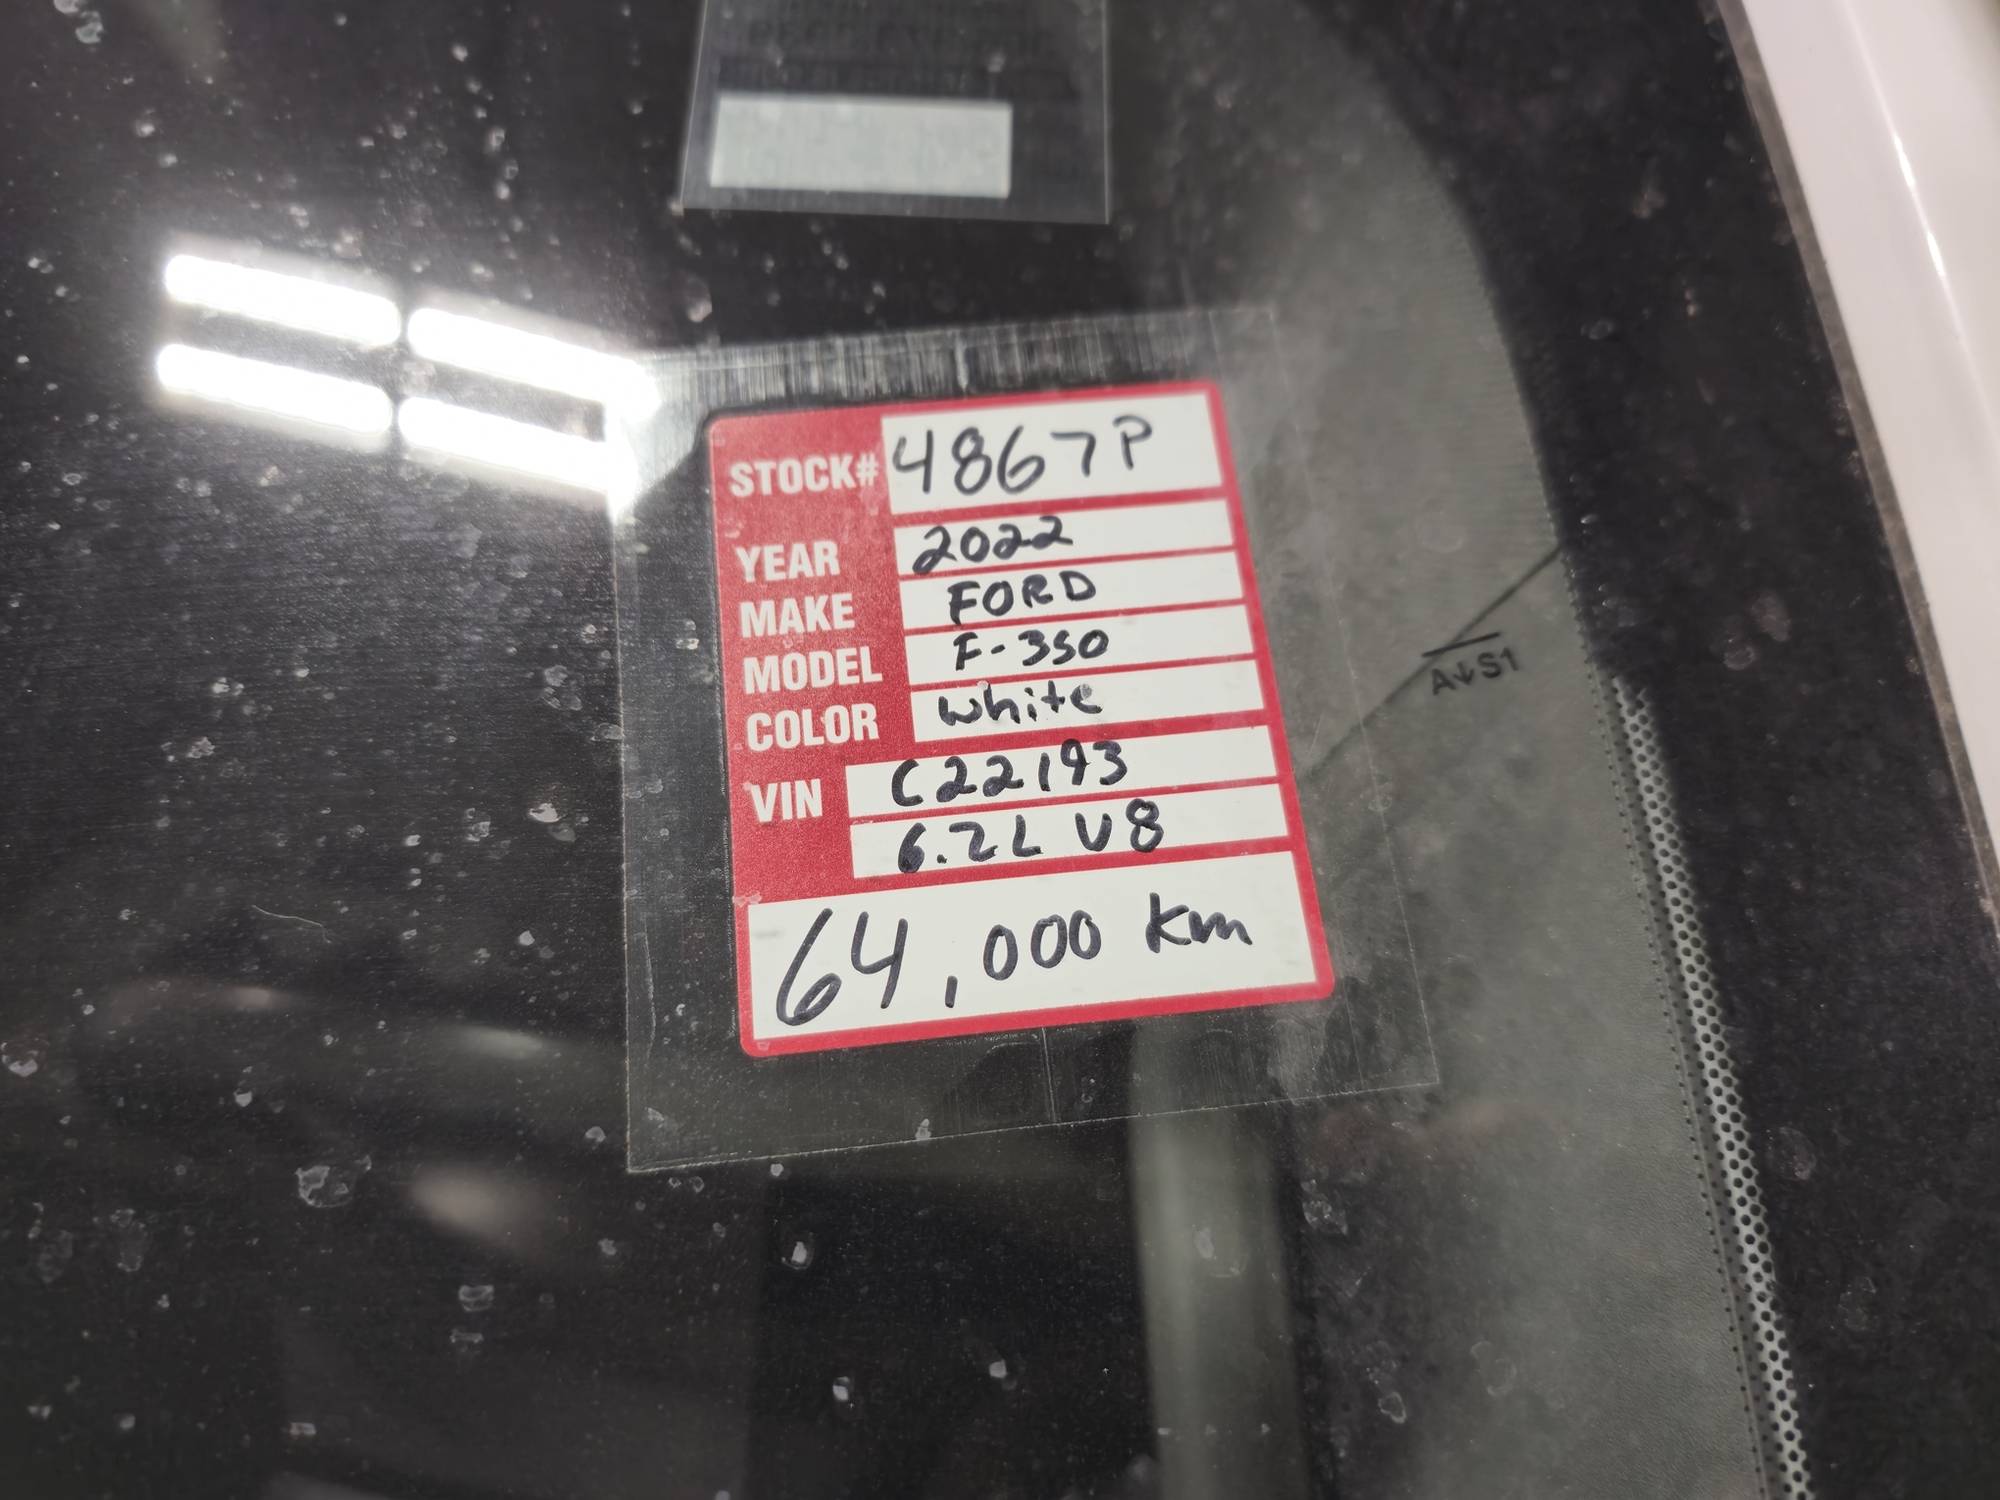 STOCK# 4867P
YEAR 2022
MAKE FORD
MODEL F-350
COLOR White
VIN C22193
6.2L V8
64,000 km
A↓S1